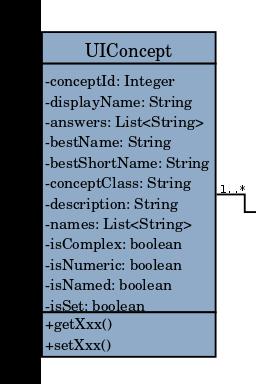 UIConcept
-conceptId: Integer
-displayName: String
-answers: List<String>
-bestName: String
-bestShortName: String
-conceptClass: String
-description: String
-names: List<String>
-isComplex: boolean
-isNumeric: boolean
-isNamed: boolean
-isSet: boolean
+getXxx()
+setXxx()
1..*